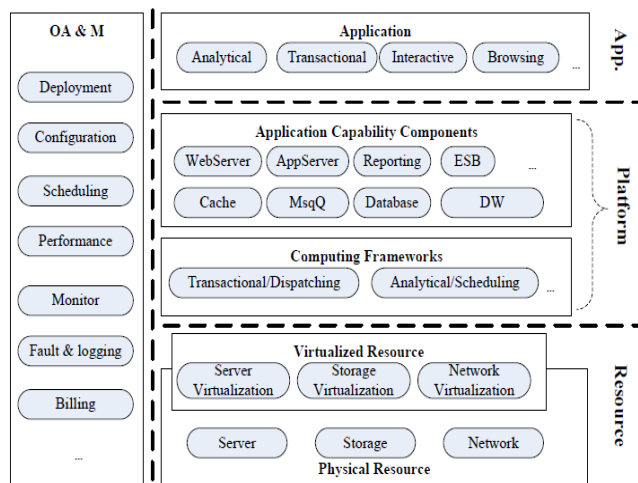 OA & M
Deployment
Configuration
Scheduling
Performance
Monitor
Fault & logging
Billing
...
Application
Analytical Transactional Interactive Browsing ...
App.
Application Capability Components
WebServer AppServer Reporting ESB ...
Cache MsqQ Database DW
Computing Frameworks
Transactional/Dispatching Analytical/Scheduling ...
Platform
Virtualized Resource
Server Storage Network
Virtualization Virtualization Virtualization
Server Storage Network
Physical Resource
Resource